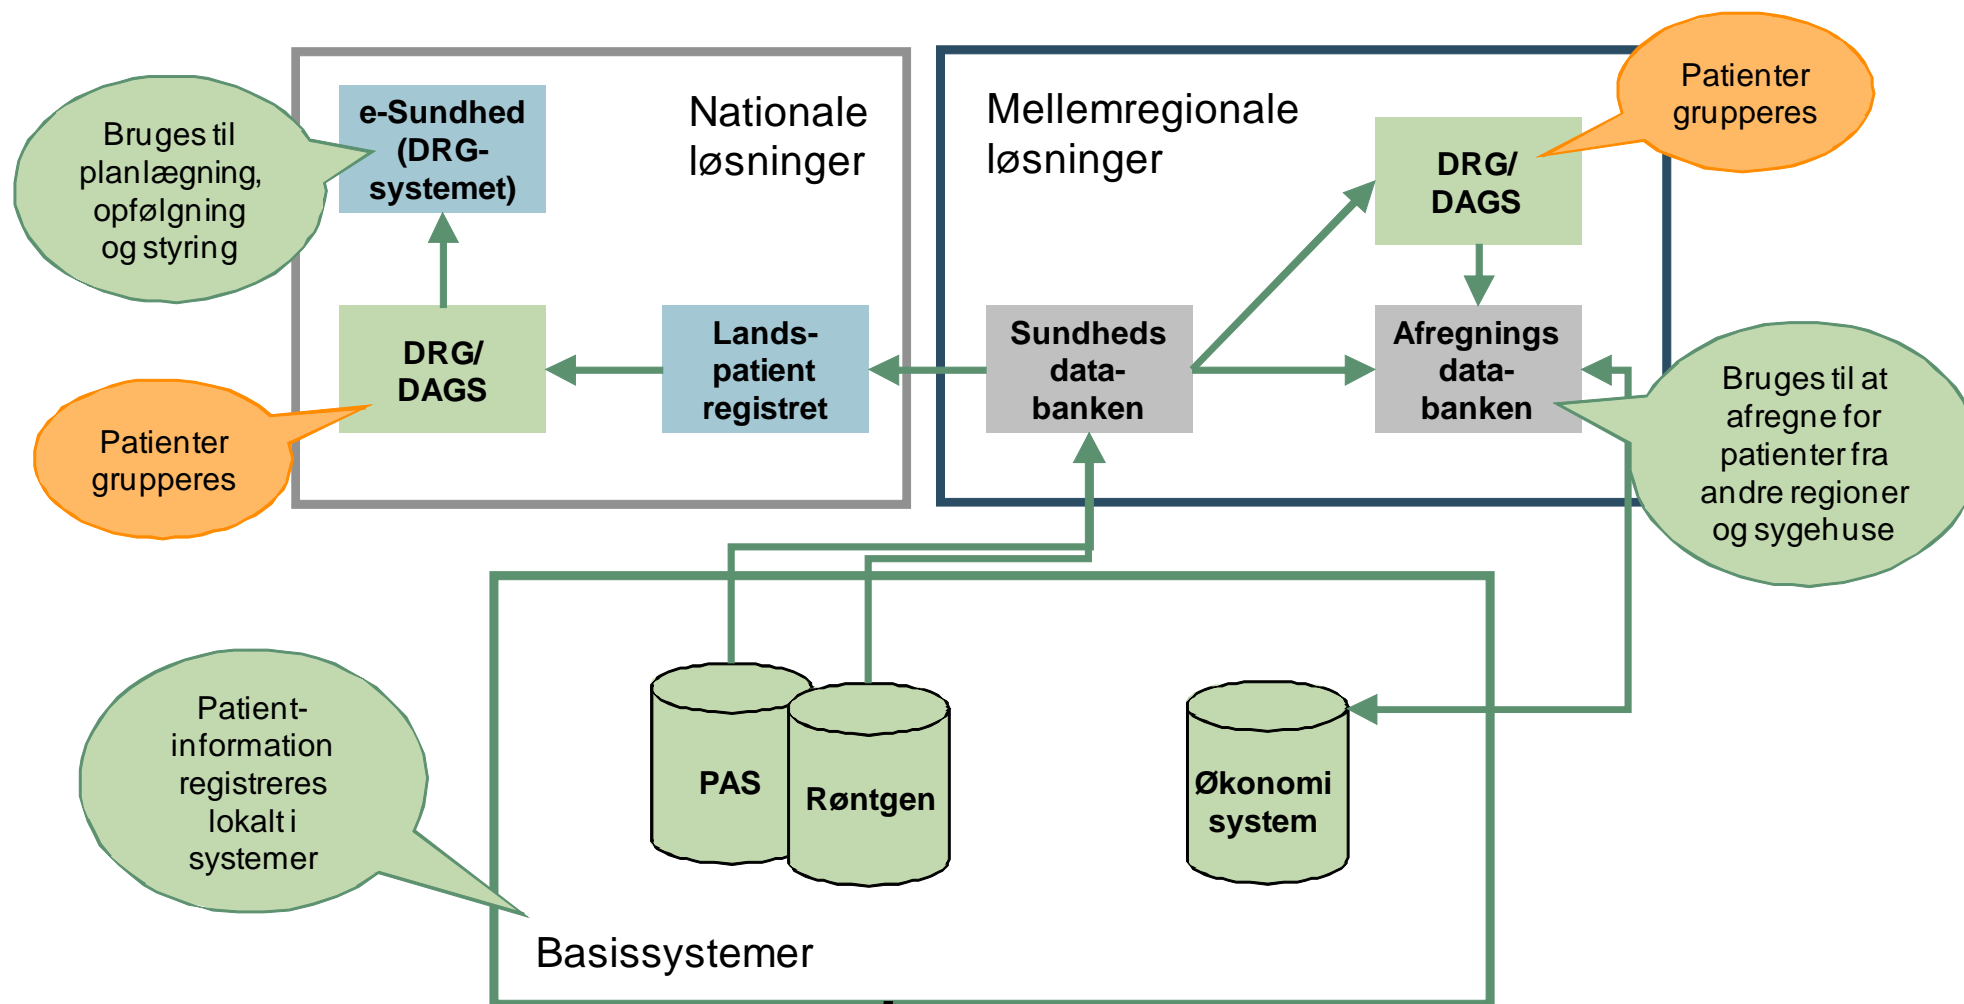 Bruges til
planlægning,
opfølgning
og styring
e-Sundhed
(DRG-
systemet)
Nationale
løsninger
DRG/
DAGS
Lands-
patient
registret
Patienter
grupperes
Mellemregionale
løsninger
Patienter
grupperes
DRG/
DAGS
Sundheds
data-
banken
Afregnings
data-
banken
Bruges til at
afregne for
patienter fra
andre regioner
og sygehuse
Patient-
information
registreres
lokalt i
systemer
PAS
Røntgen
Økonomi
system
Basissystemer